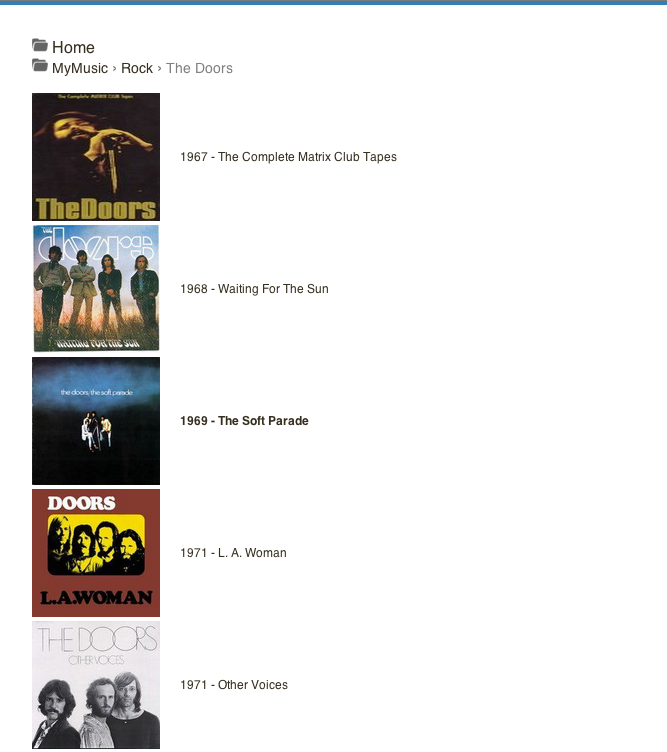 Home
MyMusic › Rock › The Doors
The Complete MATRIX CLUB Tapes
TheDoors
1967 - The Complete Matrix Club Tapes
the
doors
WAITING FOR THE SUN
1968 - Waiting For The Sun
the doors/the soft parade
1969 - The Soft Parade
DOORS
L.A.WOMAN
1971 - L. A. Woman
THE DOORS
OTHER VOICES
1971 - Other Voices